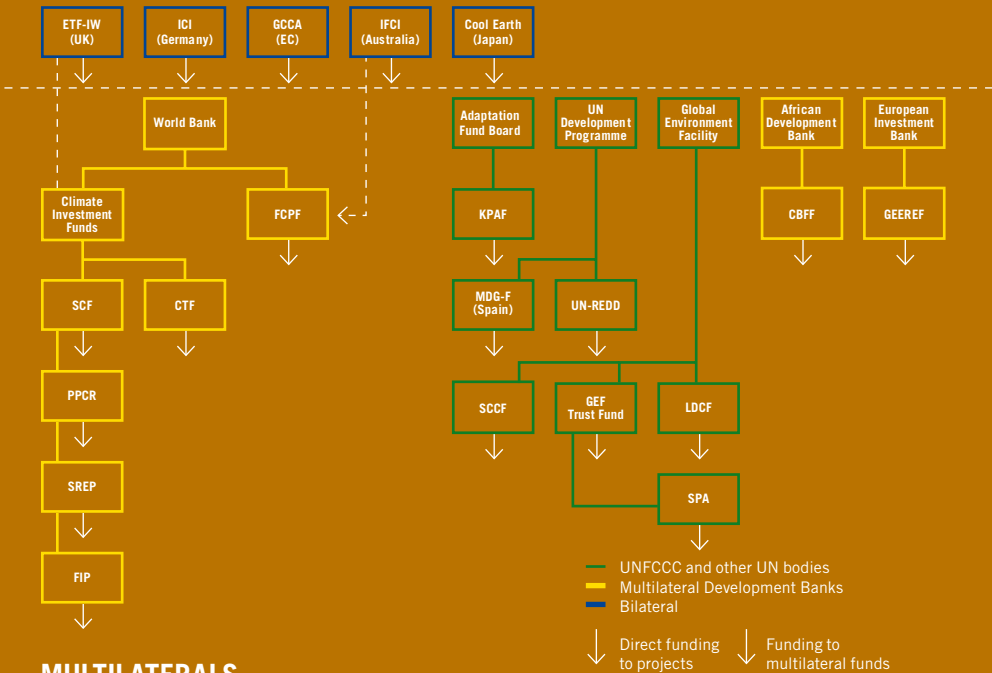 ETF-IW
(UK)
ICI
(Germany)
GCCA
(EC)
IFCI
(Australia)
Cool Earth
(Japan)
World Bank
Adaptation
Fund Board
UN
Development
Programme
Global
Environment
Facility
African
Development
Bank
European
Investment
Bank
Climate
Investment
Funds
FCPF
KPAF
CBFF
GEEREF
SCF
CTF
MDG-F
(Spain)
UN-REDD
PPCR
SCCF
GEF
Trust Fund
LDCF
SREP
SPA
FIP
UNFCCC and other UN bodies
Multilateral Development Banks
Bilateral
Direct funding
to projects
Funding to
multilateral funds
MULTILATERALS